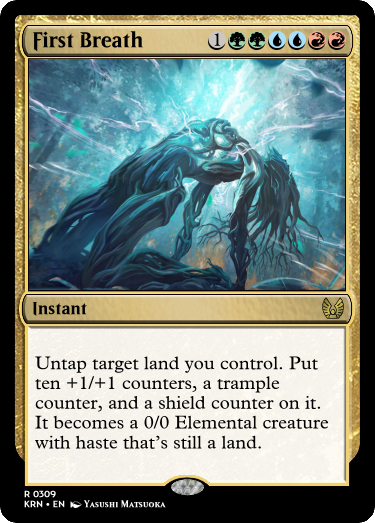 First Breath 1
Instant
Untap target land you control. Put
ten +1/+1 counters, a trample
counter, and a shield counter on it.
It becomes a 0/0 Elemental creature
with haste that's still a land.
R 0309
KRN • EN Yasushi Matsuoka